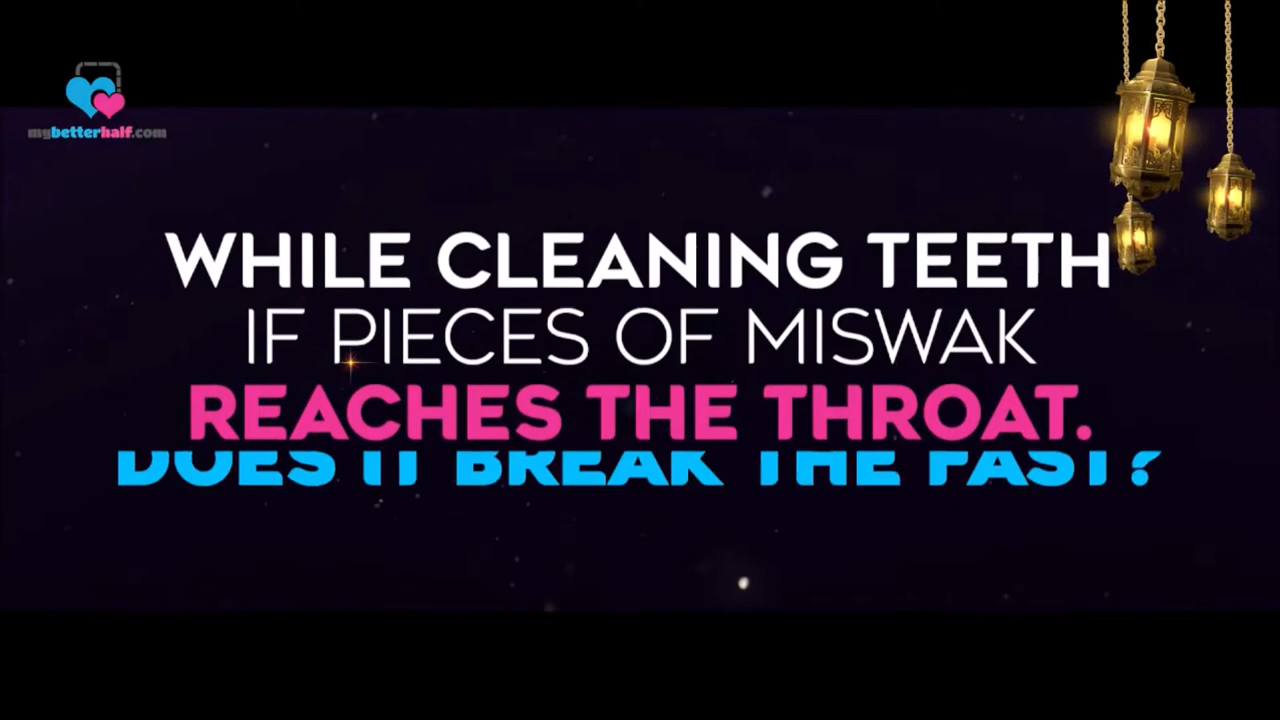 mybetterhalf.com
WHILE CLEANING TEETH
IF PIECES OF MISWAK
REACHES THE THROAT.
DOES IT BREAK THE FAST?